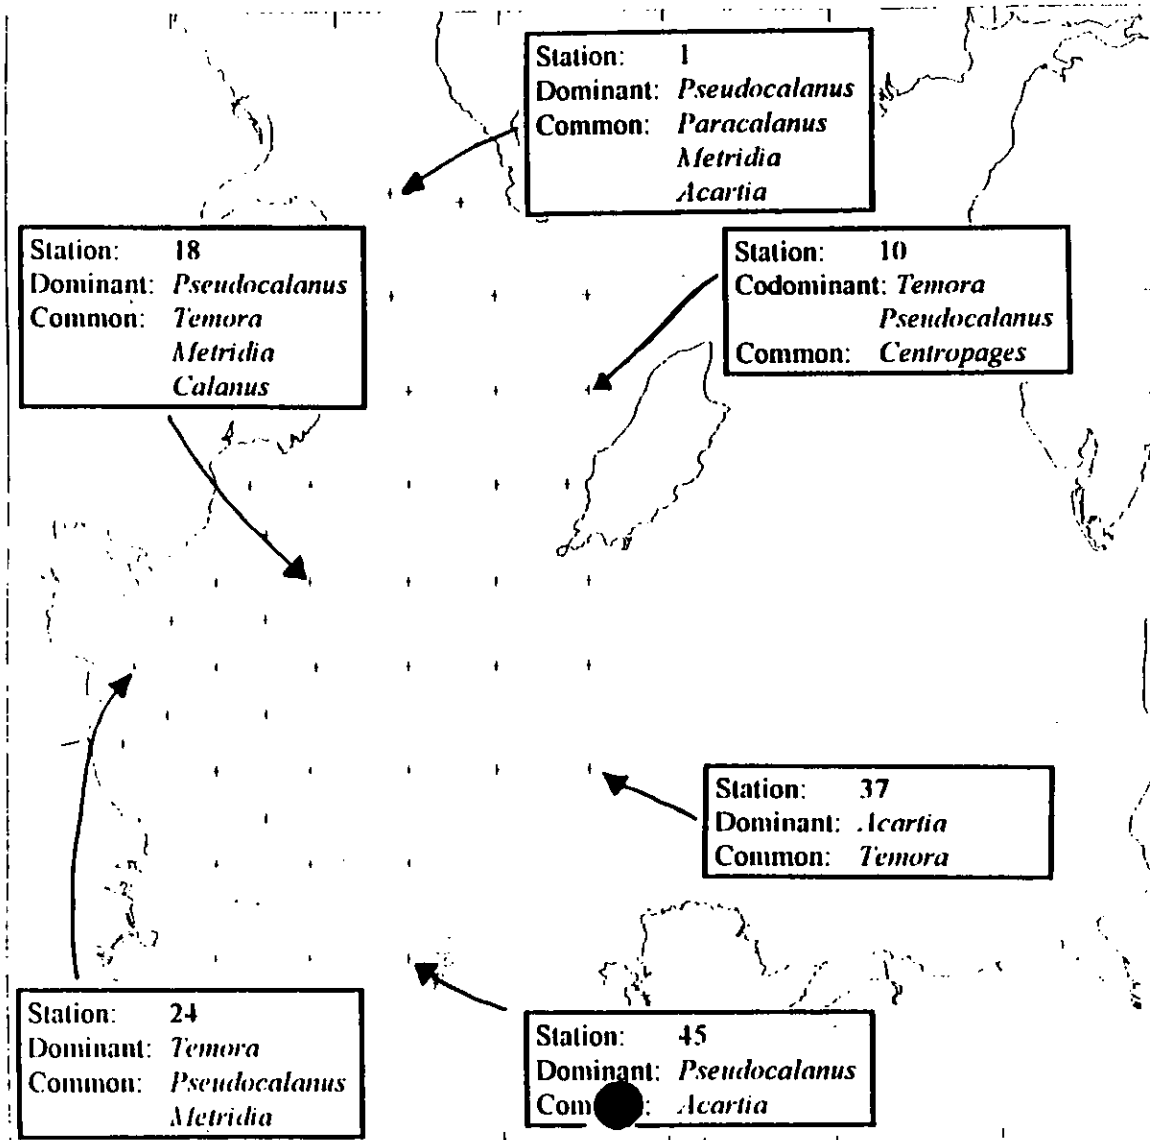 Station: 1
Dominant: Pseudocalanus
Common: Paracalanus
Metridia
Acartia
Station: 18
Dominant: Pseudocalanus
Common: Temora
Metridia
Calanus
Station: 10
Codominant: Temora
Pseudocalanus
Common: Centropages
Station: 37
Dominant: Acartia
Common: Temora
Station: 24
Dominant: Temora
Common: Pseudocalanus
Metridia
Station: 45
Dominant: Pseudocalanus
Acartia